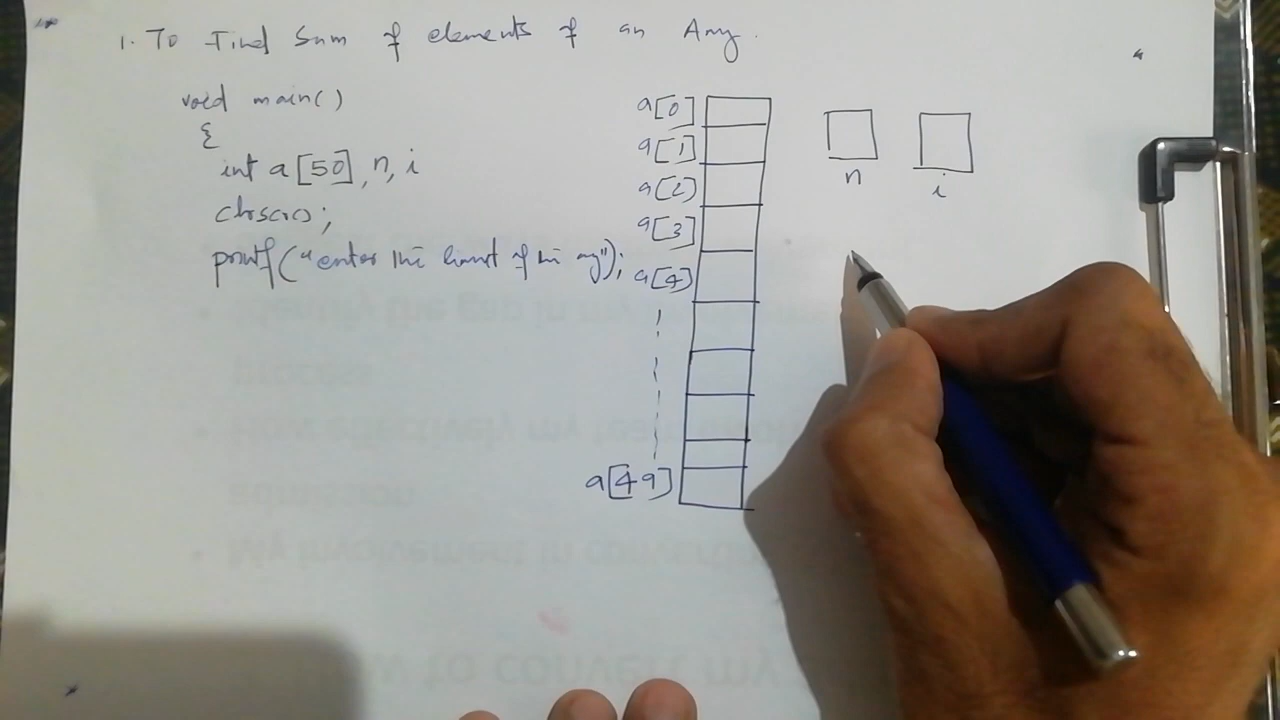 1. To Find Sum of elements of an Array.
void main()
{
int a[50], n, i
clrscr();
printf("enter the limit of the array");
a[0]
a[1]
a[2]
a[3]
a[4]
a[49]
n
i